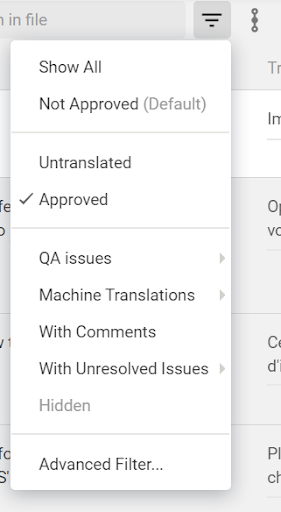 n in file
Show All
Tr
Not Approved (Default)
Im
Untranslated
Approved
fe
Op
o
vo
QA issues
Machine Translations
With Comments
Ce
With Unresolved Issues
d'i
Hidden
fo
Pl
Advanced Filter...
S'
ch